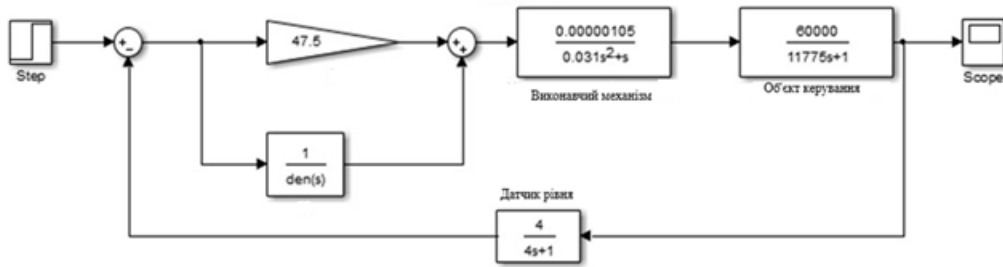 Step
+
−
47.5
+
+
0.00000105
0.031s²+s
Виконавчий механізм
60000
11775s+1
Об'єкт керування
Scope
1
den(s)
Датчик рівня
4
4s+1